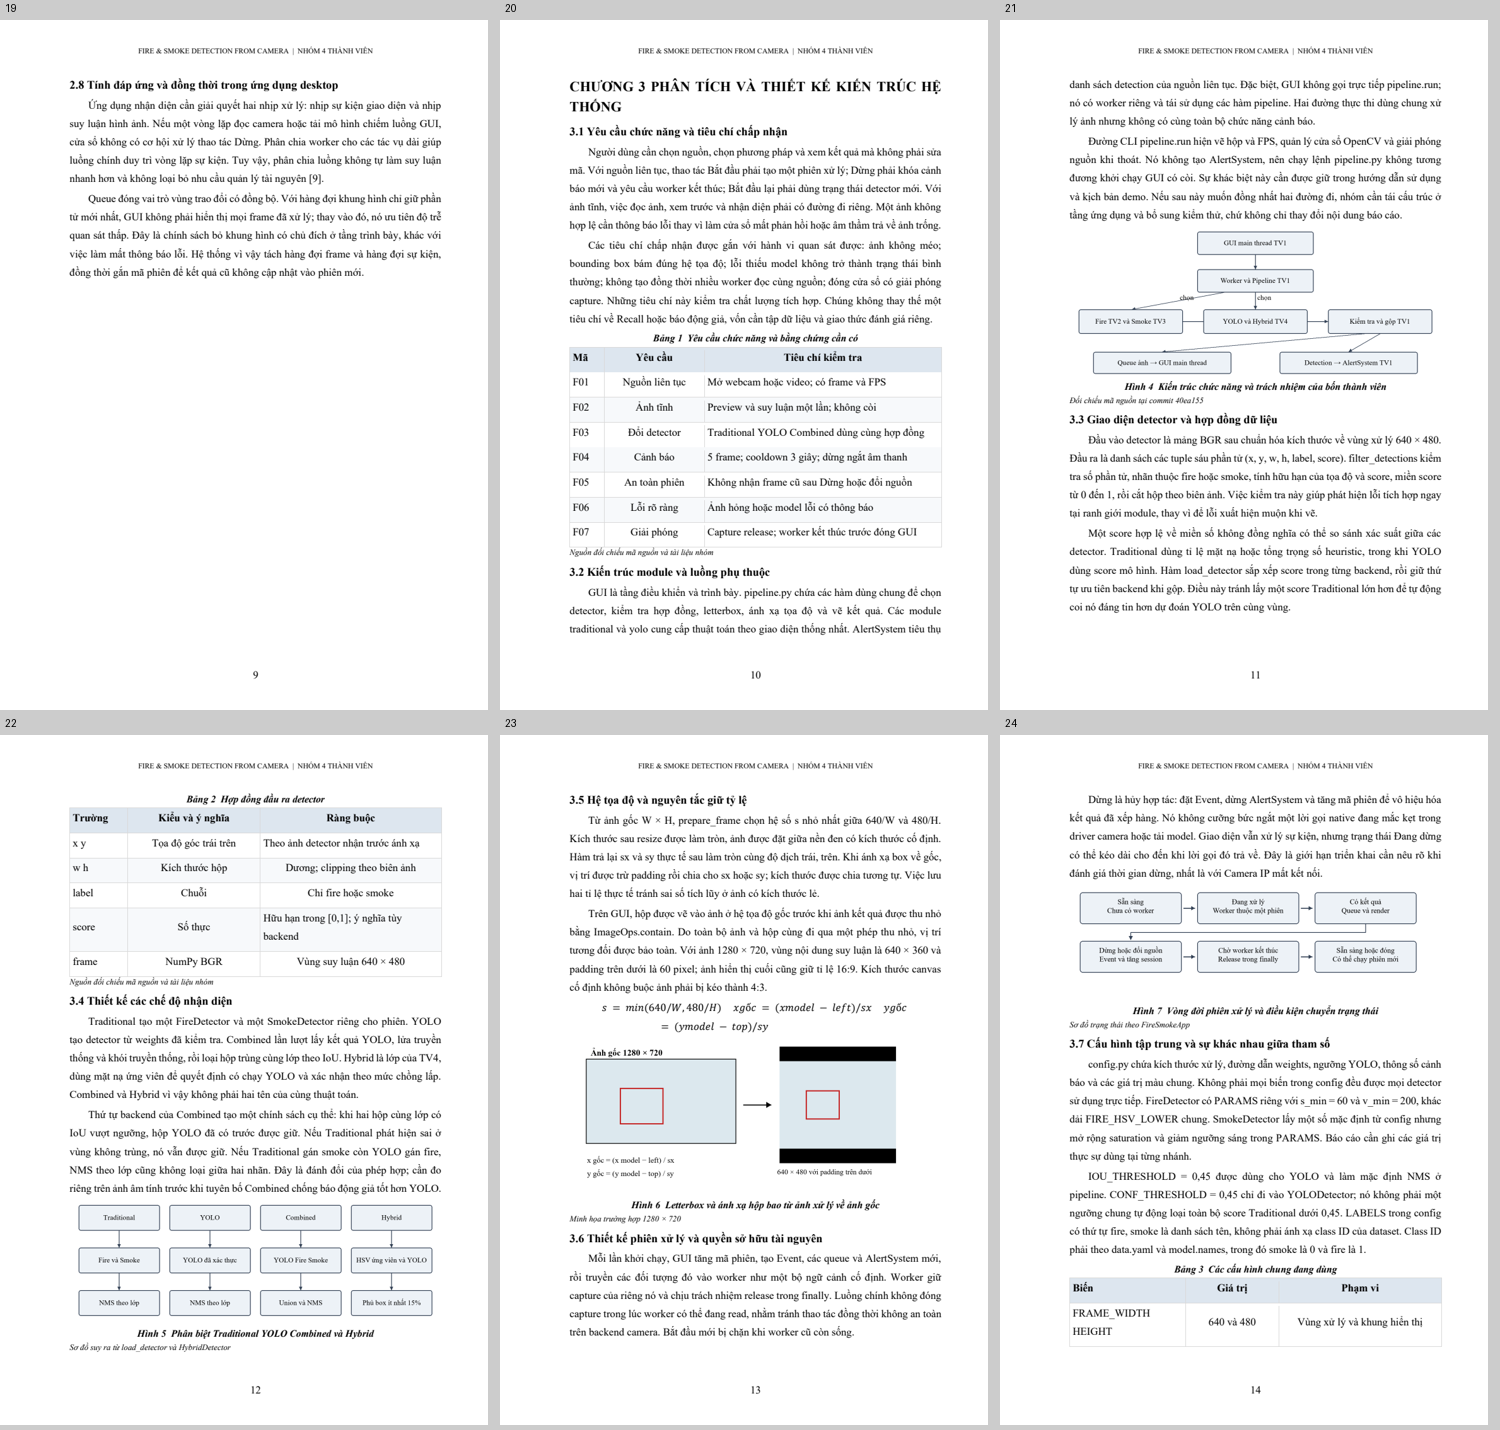 19
FIRE & SMOKE DETECTION FROM CAMERA | NHÓM 4 THÀNH VIÊN
2.8 Tính đáp ứng và đồng thời trong ứng dụng desktop
Ứng dụng nhận diện cần giải quyết hai nhịp xử lý: nhịp sự kiện giao diện và nhịp
suy luận hình ảnh. Nếu một vòng lặp đọc camera hoặc tải mô hình chiếm luồng GUI,
cửa sổ không có cơ hội xử lý thao tác Dừng. Phân chia worker cho các tác vụ dài giúp
luồng chính duy trì vòng lặp sự kiện. Tuy vậy, phân chia luồng không tự làm suy luận
nhanh hơn và không loại bỏ nhu cầu quản lý tài nguyên [9].
Queue đóng vai trò vùng trao đổi có đồng bộ. Với hàng đợi khung hình chỉ giữ phần
tử mới nhất, GUI không phải hiển thị mọi frame đã xử lý; thay vào đó, nó ưu tiên độ trễ
quan sát thấp. Đây là chính sách bỏ khung hình có chủ đích ở tầng trình bày, khác với
việc làm mất thông báo lỗi. Hệ thống vì vậy tách hàng đợi frame và hàng đợi sự kiện,
đồng thời gắn mã phiên để kết quả cũ không cập nhật vào phiên mới.
9
20
FIRE & SMOKE DETECTION FROM CAMERA | NHÓM 4 THÀNH VIÊN
CHƯƠNG 3 PHÂN TÍCH VÀ THIẾT KẾ KIẾN TRÚC HỆ
THỐNG
3.1 Yêu cầu chức năng và tiêu chí chấp nhận
Người dùng cần chọn nguồn, chọn phương pháp và xem kết quả mà không phải sửa
mã. Với nguồn liên tục, thao tác Bắt đầu phải tạo một phiên xử lý; Dừng phải khóa cảnh
báo mới và yêu cầu worker kết thúc; Bắt đầu lại phải dùng trạng thái detector mới. Với
ảnh tĩnh, việc đọc ảnh, xem trước và nhận diện phải có đường đi riêng. Một ảnh không
hợp lệ cần thông báo lỗi thay vì làm cửa sổ mất phản hồi hoặc âm thầm trả về ảnh trống.
Các tiêu chí chấp nhận được gắn với hành vi quan sát được: ảnh không méo;
bounding box bám đúng hệ tọa độ; lỗi thiếu model không trở thành trạng thái bình
thường; không tạo đồng thời nhiều worker đọc cùng nguồn; đóng cửa sổ có giải phóng
capture. Những tiêu chí này kiểm tra chất lượng tích hợp. Chúng không thay thế một
tiêu chí về Recall hoặc báo động giả, vốn cần tập dữ liệu và giao thức đánh giá riêng.
Bảng 1 Yêu cầu chức năng và bằng chứng cần có
Mã Yêu cầu Tiêu chí kiểm tra
F01 Nguồn liên tục Mở webcam hoặc video; có frame và FPS
F02 Ảnh tĩnh Preview và suy luận một lần; không còi
F03 Đổi detector Traditional YOLO Combined dùng cùng hợp đồng
F04 Cảnh báo 5 frame; cooldown 3 giây; dừng ngắt âm thanh
F05 An toàn phiên Không nhận frame cũ sau Dừng hoặc đổi nguồn
F06 Lỗi rõ ràng Ảnh hỏng hoặc model lỗi có thông báo
F07 Giải phóng Capture release; worker kết thúc trước đóng GUI
Nguồn đối chiếu mã nguồn và tài liệu nhóm
3.2 Kiến trúc module và luồng phụ thuộc
GUI là tầng điều khiển và trình bày. pipeline.py chứa các hàm dùng chung để chọn
detector, kiểm tra hợp đồng, letterbox, ánh xạ tọa độ và vẽ kết quả. Các module
traditional và yolo cung cấp thuật toán theo giao diện thống nhất. AlertSystem tiêu thụ
10
21
FIRE & SMOKE DETECTION FROM CAMERA | NHÓM 4 THÀNH VIÊN
danh sách detection của nguồn liên tục. Đặc biệt, GUI không gọi trực tiếp pipeline.run;
nó có worker riêng và tái sử dụng các hàm pipeline. Hai đường thực thi dùng chung xử
lý ảnh nhưng không có cùng toàn bộ chức năng cảnh báo.
Đường CLI pipeline.run hiện vẽ hộp và FPS, quản lý cửa sổ OpenCV và giải phóng
nguồn khi thoát. Nó không tạo AlertSystem, nên chạy lệnh pipeline.py không tương
đương khởi chạy GUI có còi. Sự khác biệt này cần được giữ trong hướng dẫn sử dụng
và kịch bản demo. Nếu sau này muốn đồng nhất hai đường đi, nhóm cần tái cấu trúc ở
tầng ứng dụng và bổ sung kiểm thử, chứ không chỉ thay đổi nội dung báo cáo.
GUI main thread TV1
Worker và Pipeline TV1
chọn chọn
Fire TV2 và Smoke TV3 YOLO và Hybrid TV4 Kiểm tra và gộp TV1
Queue ảnh → GUI main thread Detection → AlertSystem TV1
Hình 4 Kiến trúc chức năng và trách nhiệm của bốn thành viên
Đối chiếu mã nguồn tại commit 40ea155
3.3 Giao diện detector và hợp đồng dữ liệu
Đầu vào detector là mảng BGR sau chuẩn hóa kích thước về vùng xử lý 640 × 480.
Đầu ra là danh sách các tuple sáu phần tử (x, y, w, h, label, score). filter_detections kiểm
tra số phần tử, nhãn thuộc fire hoặc smoke, tính hữu hạn của tọa độ và score, miền score
từ 0 đến 1, rồi cắt hộp theo biên ảnh. Việc kiểm tra này giúp phát hiện lỗi tích hợp ngay
tại ranh giới module, thay vì để lỗi xuất hiện muộn khi vẽ.
Một score hợp lệ về miền số không đồng nghĩa có thể so sánh xác suất giữa các
detector. Traditional dùng tỉ lệ mặt nạ hoặc tổng trọng số heuristic, trong khi YOLO
dùng score mô hình. Hàm load_detector sắp xếp score trong từng backend, rồi giữ thứ
tự ưu tiên backend khi gộp. Điều này tránh lấy một score Traditional lớn hơn để tự động
coi nó đáng tin hơn dự đoán YOLO trên cùng vùng.
11
22
FIRE & SMOKE DETECTION FROM CAMERA | NHÓM 4 THÀNH VIÊN
Bảng 2 Hợp đồng đầu ra detector
Trường Kiểu và ý nghĩa Ràng buộc
x y Tọa độ góc trái trên Theo ảnh detector nhận trước ánh xạ
w h Kích thước hộp Dương; clipping theo biên ảnh
label Chuỗi Chỉ fire hoặc smoke
score Số thực Hữu hạn trong [0,1]; ý nghĩa tùy
backend
frame NumPy BGR Vùng suy luận 640 × 480
Nguồn đối chiếu mã nguồn và tài liệu nhóm
3.4 Thiết kế các chế độ nhận diện
Traditional tạo một FireDetector và một SmokeDetector riêng cho phiên. YOLO
tạo detector từ weights đã kiểm tra. Combined lần lượt lấy kết quả YOLO, lửa truyền
thống và khói truyền thống, rồi loại hộp trùng cùng lớp theo IoU. Hybrid là lớp của TV4,
dùng mặt nạ ứng viên để quyết định có chạy YOLO và xác nhận theo mức chồng lấp.
Combined và Hybrid vì vậy không phải hai tên của cùng thuật toán.
Thứ tự backend của Combined tạo một chính sách cụ thể: khi hai hộp cùng lớp có
IoU vượt ngưỡng, hộp YOLO đã có trước được giữ. Nếu Traditional phát hiện sai ở
vùng không trùng, nó vẫn được giữ. Nếu Traditional gán smoke còn YOLO gán fire,
NMS theo lớp cũng không loại giữa hai nhãn. Đây là đánh đổi của phép hợp; cần đo
riêng trên ảnh âm tính trước khi tuyên bố Combined chống báo động giả tốt hơn YOLO.
Traditional YOLO Combined Hybrid
Fire và Smoke YOLO đã xác thực YOLO Fire Smoke HSV ứng viên và YOLO
NMS theo lớp NMS theo lớp Union và NMS Phủ box ít nhất 15%
Hình 5 Phân biệt Traditional YOLO Combined và Hybrid
Sơ đồ suy ra từ load_detector và HybridDetector
12
23
FIRE & SMOKE DETECTION FROM CAMERA | NHÓM 4 THÀNH VIÊN
3.5 Hệ tọa độ và nguyên tắc giữ tỷ lệ
Từ ảnh gốc W × H, prepare_frame chọn hệ số s nhỏ nhất giữa 640/W và 480/H.
Kích thước sau resize được làm tròn, ảnh được đặt giữa nền đen có kích thước cố định.
Hàm trả lại sx và sy thực tế sau làm tròn cùng độ dịch trái, trên. Khi ánh xạ box về gốc,
vị trí được trừ padding rồi chia cho sx hoặc sy; kích thước được chia tương tự. Việc lưu
hai tỉ lệ thực tế tránh sai số tích lũy ở ảnh có kích thước lẻ.
Trên GUI, hộp được vẽ vào ảnh ở hệ tọa độ gốc trước khi ảnh kết quả được thu nhỏ
bằng ImageOps.contain. Do toàn bộ ảnh và hộp cùng đi qua một phép thu nhỏ, vị trí
tương đối được bảo toàn. Với ảnh 1280 × 720, vùng nội dung suy luận là 640 × 360 và
padding trên dưới là 60 pixel; ảnh hiển thị cuối cũng giữ tỉ lệ 16:9. Kích thước canvas
cố định không buộc ảnh phải bị kéo thành 4:3.
s = min(640/W, 480/H) xgốc = (xmodel − left)/sx ygốc
= (ymodel − top)/sy
Ảnh gốc 1280 × 720
x gốc = (x model − left) / sx
y gốc = (y model − top) / sy
640 × 480 với padding trên dưới
Hình 6 Letterbox và ánh xạ hộp bao từ ảnh xử lý về ảnh gốc
Minh họa trường hợp 1280 × 720
3.6 Thiết kế phiên xử lý và quyền sở hữu tài nguyên
Mỗi lần khởi chạy, GUI tăng mã phiên, tạo Event, các queue và AlertSystem mới,
rồi truyền các đối tượng đó vào worker như một bộ ngữ cảnh cố định. Worker giữ
capture của riêng nó và chịu trách nhiệm release trong finally. Luồng chính không đóng
capture trong lúc worker có thể đang read, nhằm tránh thao tác đồng thời không an toàn
trên backend camera. Bắt đầu mới bị chặn khi worker cũ còn sống.
13
24
FIRE & SMOKE DETECTION FROM CAMERA | NHÓM 4 THÀNH VIÊN
Dừng là hủy hợp tác: đặt Event, dừng AlertSystem và tăng mã phiên để vô hiệu hóa
kết quả đã xếp hàng. Nó không cưỡng bức ngắt một lời gọi native đang mắc kẹt trong
driver camera hoặc tải model. Giao diện vẫn xử lý sự kiện, nhưng trạng thái Đang dừng
có thể kéo dài cho đến khi lời gọi đó trả về. Đây là giới hạn triển khai cần nêu rõ khi
đánh giá thời gian dừng, nhất là với Camera IP mất kết nối.
Sẵn sàng Đang xử lý Có kết quả
Chưa có worker Worker thuộc một phiên Queue và render
Dừng hoặc đổi nguồn Chờ worker kết thúc Sẵn sàng hoặc đóng
Event và tăng session Release trong finally Có thể chạy phiên mới
Hình 7 Vòng đời phiên xử lý và điều kiện chuyển trạng thái
Sơ đồ trạng thái theo FireSmokeApp
3.7 Cấu hình tập trung và sự khác nhau giữa tham số
config.py chứa kích thước xử lý, đường dẫn weights, ngưỡng YOLO, thông số cảnh
báo và các giá trị màu chung. Không phải mọi biến trong config đều được mọi detector
sử dụng trực tiếp. FireDetector có PARAMS riêng với s_min = 60 và v_min = 200, khác
dải FIRE_HSV_LOWER chung. SmokeDetector lấy một số mặc định từ config nhưng
mở rộng saturation và giảm ngưỡng sáng trong PARAMS. Báo cáo cần ghi các giá trị
thực sự dùng tại từng nhánh.
IOU_THRESHOLD = 0,45 được dùng cho YOLO và làm mặc định NMS ở
pipeline. CONF_THRESHOLD = 0,45 chỉ đi vào YOLODetector; nó không phải một
ngưỡng chung tự động loại toàn bộ score Traditional dưới 0,45. LABELS trong config
có thứ tự fire, smoke là danh sách tên, không phải ánh xạ class ID của dataset. Class ID
phải theo data.yaml và model.names, trong đó smoke là 0 và fire là 1.
Bảng 3 Các cấu hình chung đang dùng
Biến Giá trị Phạm vi
FRAME_WIDTH
HEIGHT 640 và 480 Vùng xử lý và khung hiển thị
14